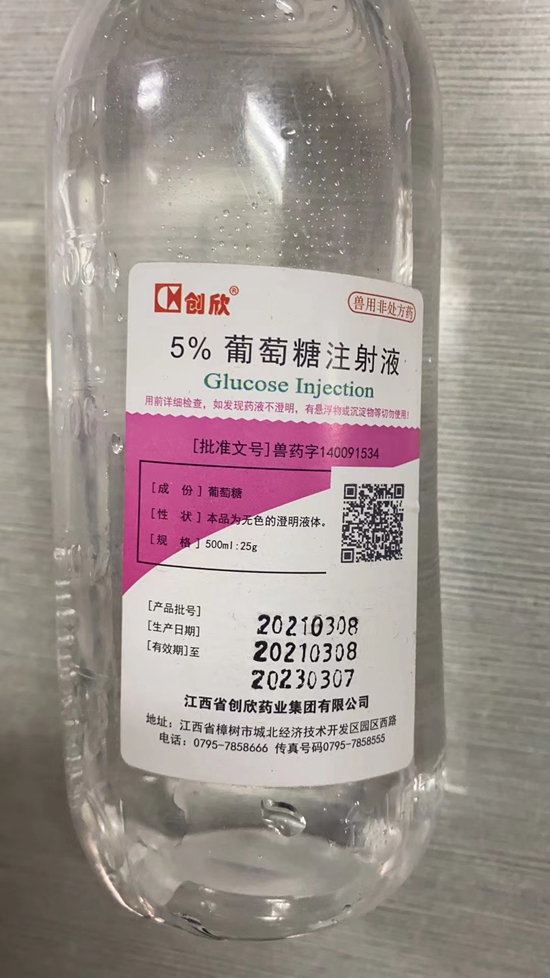 创欣®
兽用非处方药
5% 葡萄糖注射液
Glucose Injection
用前详细检查，如发现药液不澄明，有悬浮物或沉淀物等切勿使用！
[批准文号]兽药字140091534
[成 份]葡萄糖
[性 状]本品为无色的澄明液体。
[规 格]500ml:25g
[产品批号] 20210308
[生产日期] 20210308
[有效期]至 20230307
江西省创欣药业集团有限公司
地址：江西省樟树市城北经济技术开发区园区西路
电话：0795-7858666 传真号码0795-7858555